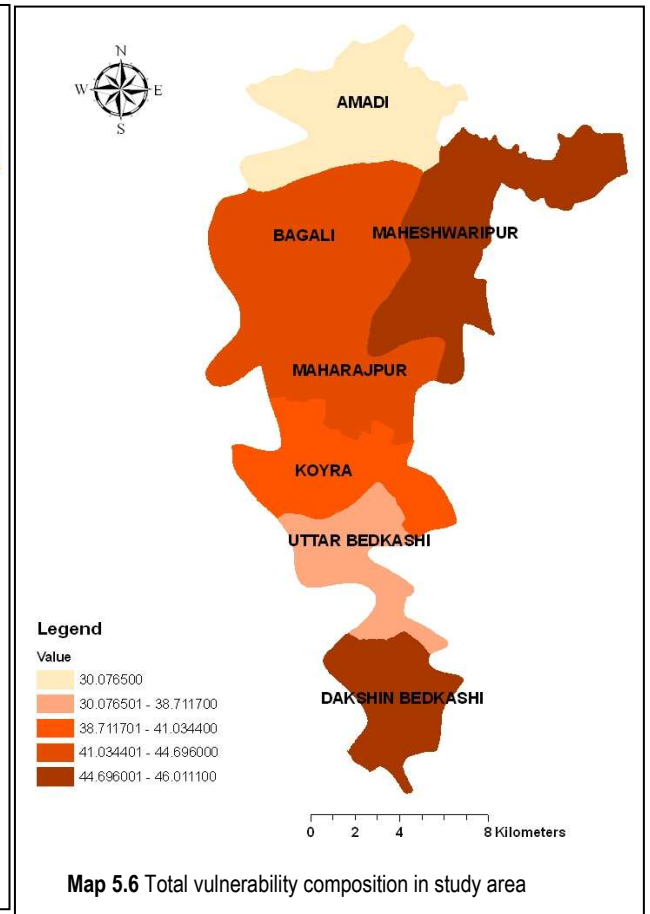 N
W E
S
AMADI
BAGALI MAHESHWARIPUR
MAHARAJPUR
KOYRA
UTTAR BEDKASHI
DAKSHIN BEDKASHI
Legend
Value
30.076500
30.076501 - 38.711700
38.711701 - 41.034400
41.034401 - 44.696000
44.696001 - 46.011100
0 2 4 8 Kilometers
Map 5.6 Total vulnerability composition in study area